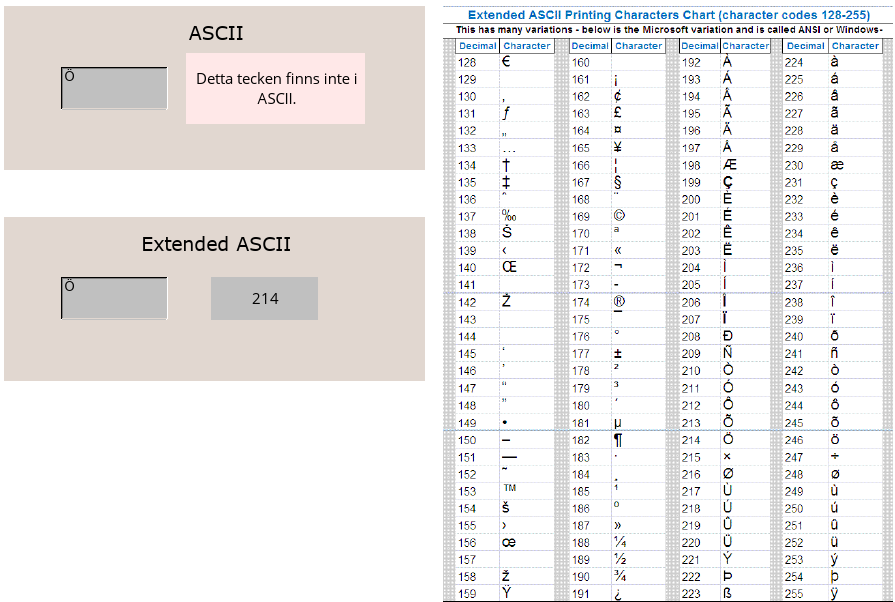 ASCII
Ö
Detta tecken finns inte i
ASCII.
Extended ASCII
Ö
214
Extended ASCII Printing Characters Chart (character codes 128-255)
This has many variations - below is the Microsoft variation and is called ANSI or Windows-
Decimal Character Decimal Character Decimal Character Decimal Character
128 € 160 192 À 224 à
129 161 ¡ 193 Á 225 á
130 ‚ 162 ¢ 194 Â 226 â
131 ƒ 163 £ 195 Ã 227 ã
132 „ 164 ¤ 196 Ä 228 ä
133 … 165 ¥ 197 Å 229 å
134 † 166 ¦ 198 Æ 230 æ
135 ‡ 167 § 199 Ç 231 ç
136 ˆ 168 ¨ 200 È 232 è
137 ‰ 169 © 201 É 233 é
138 Š 170 ª 202 Ê 234 ê
139 ‹ 171 « 203 Ë 235 ë
140 Œ 172 ¬ 204 Ì 236 ì
141 173 - 205 Í 237 í
142 Ž 174 ® 206 Î 238 î
143 175 ¯ 207 Ï 239 ï
144 176 ° 208 Ð 240 ð
145 ‘ 177 ± 209 Ñ 241 ñ
146 ’ 178 ² 210 Ò 242 ò
147 “ 179 ³ 211 Ó 243 ó
148 ” 180 ´ 212 Ô 244 ô
149 • 181 µ 213 Õ 245 õ
150 – 182 ¶ 214 Ö 246 ö
151 — 183 · 215 × 247 ÷
152 ˜ 184 ¸ 216 Ø 248 ø
153 ™ 185 ¹ 217 Ù 249 ù
154 š 186 º 218 Ú 250 ú
155 › 187 » 219 Û 251 û
156 œ 188 ¼ 220 Ü 252 ü
157 189 ½ 221 Ý 253 ý
158 ž 190 ¾ 222 Þ 254 þ
159 Ÿ 191 ¿ 223 ß 255 ÿ